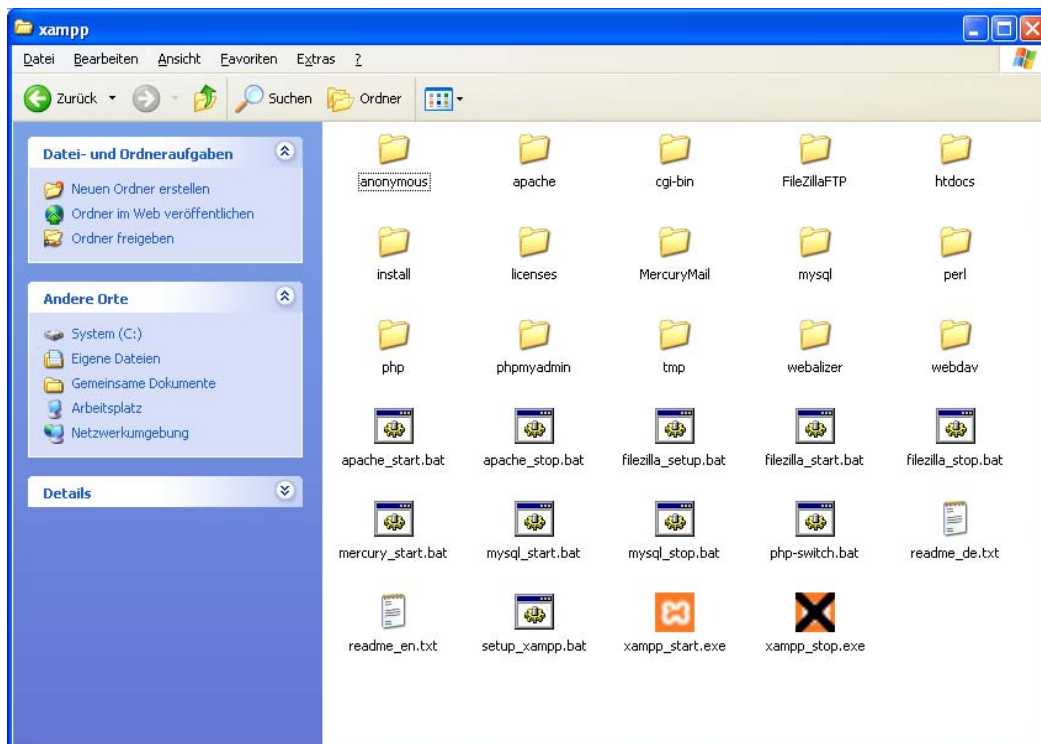 xampp
Datei Bearbeiten Ansicht Favoriten Extras ?
Zurück Suchen Ordner
Datei- und Ordneraufgaben
Neuen Ordner erstellen
Ordner im Web veröffentlichen
Ordner freigeben
Andere Orte
System (C:)
Eigene Dateien
Gemeinsame Dokumente
Arbeitsplatz
Netzwerkumgebung
Details
anonymous apache cgi-bin FileZillaFTP htdocs
install licenses MercuryMail mysql perl
php phpmyadmin tmp webalizer webdav
apache_start.bat apache_stop.bat filezilla_setup.bat filezilla_start.bat filezilla_stop.bat
mercury_start.bat mysql_start.bat mysql_stop.bat php-switch.bat readme_de.txt
readme_en.txt setup_xampp.bat xampp_start.exe xampp_stop.exe